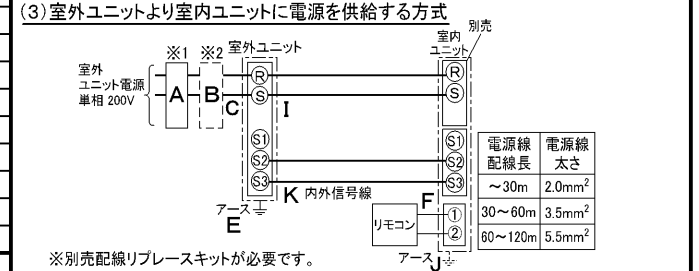 (3)室外ユニットより室内ユニットに電源を供給する方式
※1 ※2 室外ユニット
室内ユニット
別売
室外
ユニット電源
単相 200V
A B C I
R
S
S1
S2
S3
R
S
S1
S2
S3
K 内外信号線
アース
E
F
リモコン
①
②
アース
J
電源線配線長 電源線太さ
～30m 2.0mm²
30～60m 3.5mm²
60～120m 5.5mm²
※別売配線リプレースキットが必要です。